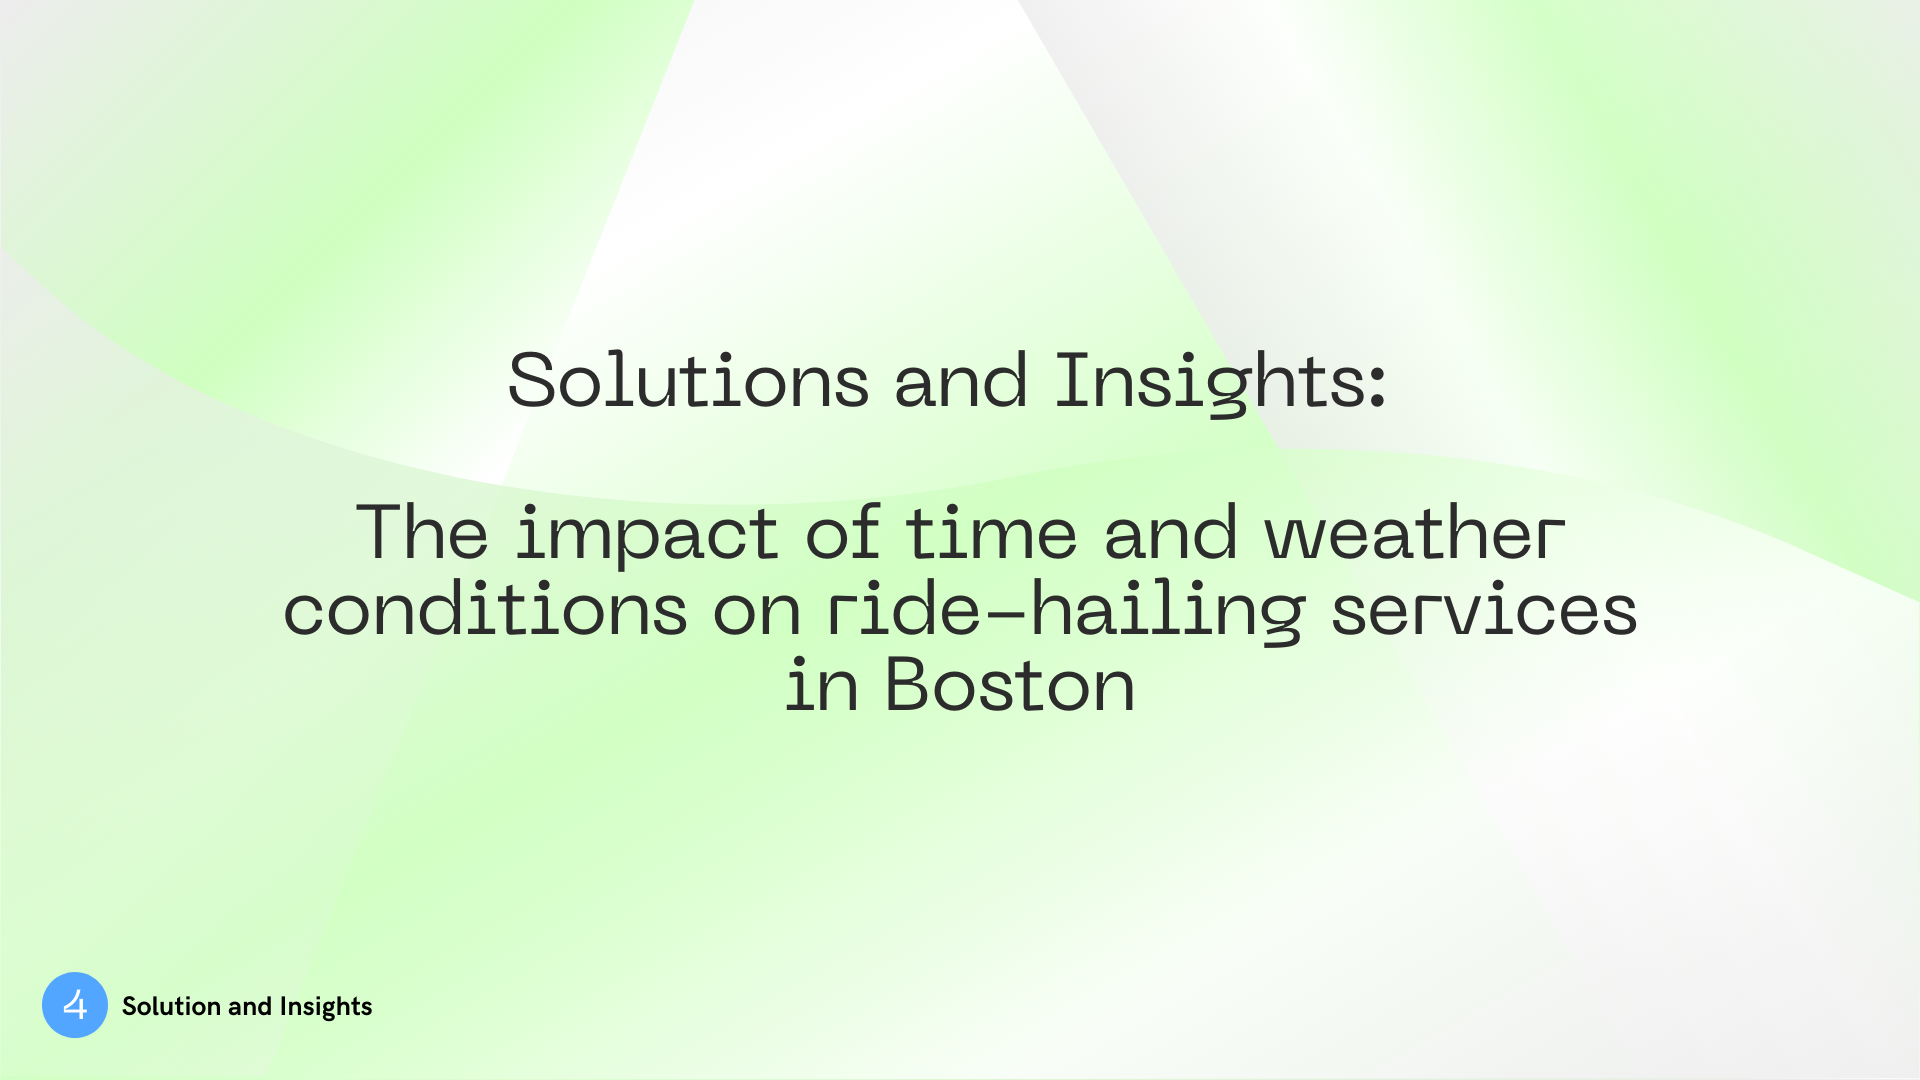 Solutions and Insights:
The impact of time and weather
conditions on ride-hailing services
in Boston
4 Solution and Insights